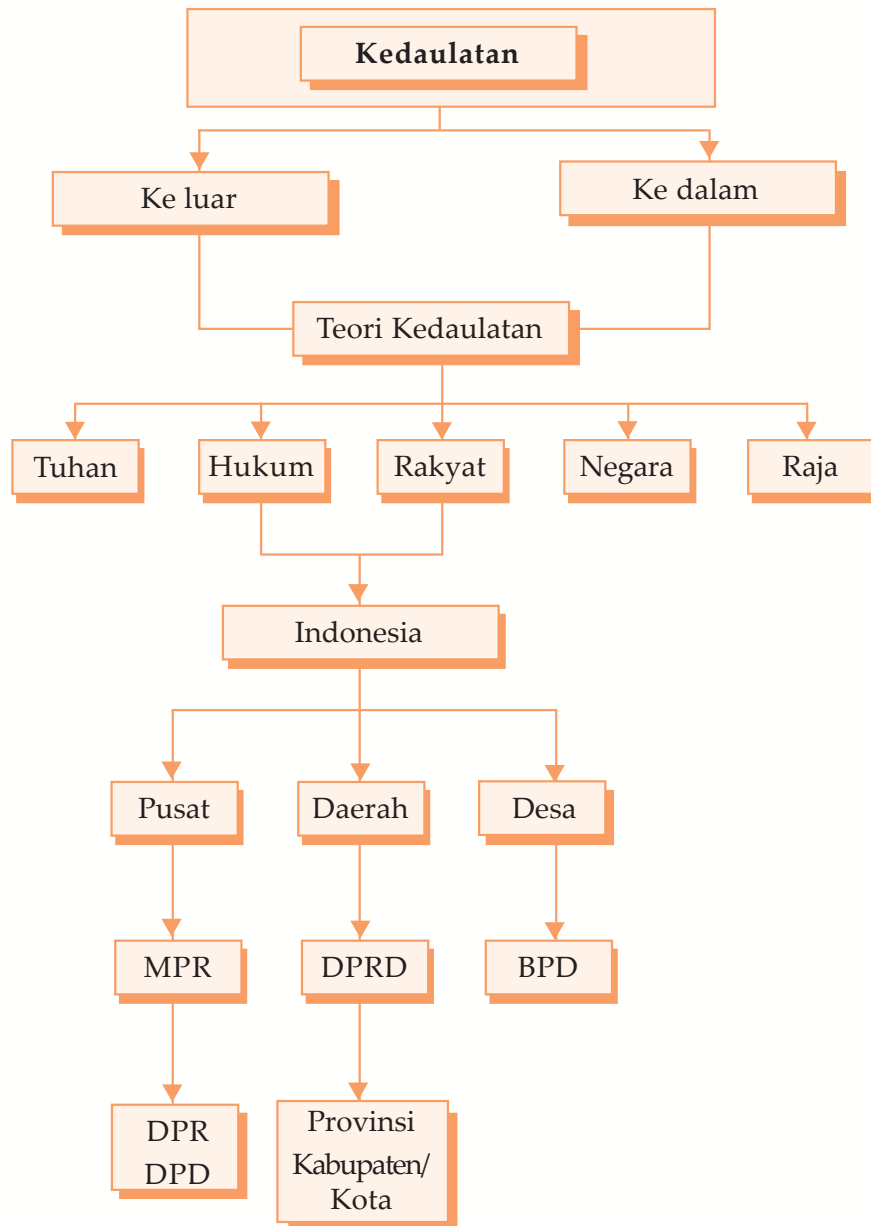 Kedaulatan
Ke luar
Ke dalam
Teori Kedaulatan
Tuhan
Hukum
Rakyat
Negara
Raja
Indonesia
Pusat
Daerah
Desa
MPR
DPRD
BPD
DPR
DPD
Provinsi
Kabupaten/
Kota